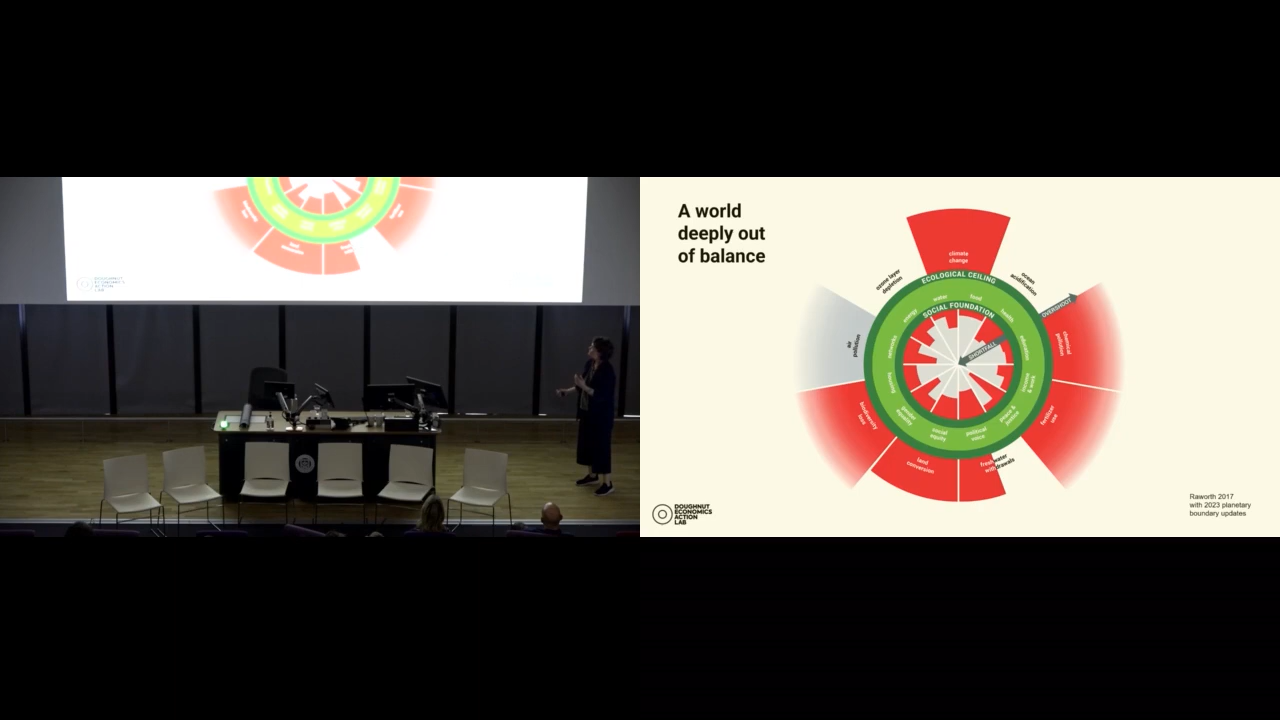 A world
deeply out
of balance
climate
change
ozone layer
depletion
ocean
acidification
ECOLOGICAL CEILING
OVERSHOOT
water
food
energy
health
SOCIAL FOUNDATION
networks
education
SHORTFALL
air
pollution
chemical
pollution
housing
income
& work
gender
equality
peace &
justice
social
equity
political
voice
biodiversity
loss
fertilizer
use
land
conversion
freshwater
withdrawals
DOUGHNUT
ECONOMICS
ACTION
LAB
Raworth 2017
with 2023 planetary
boundary updates